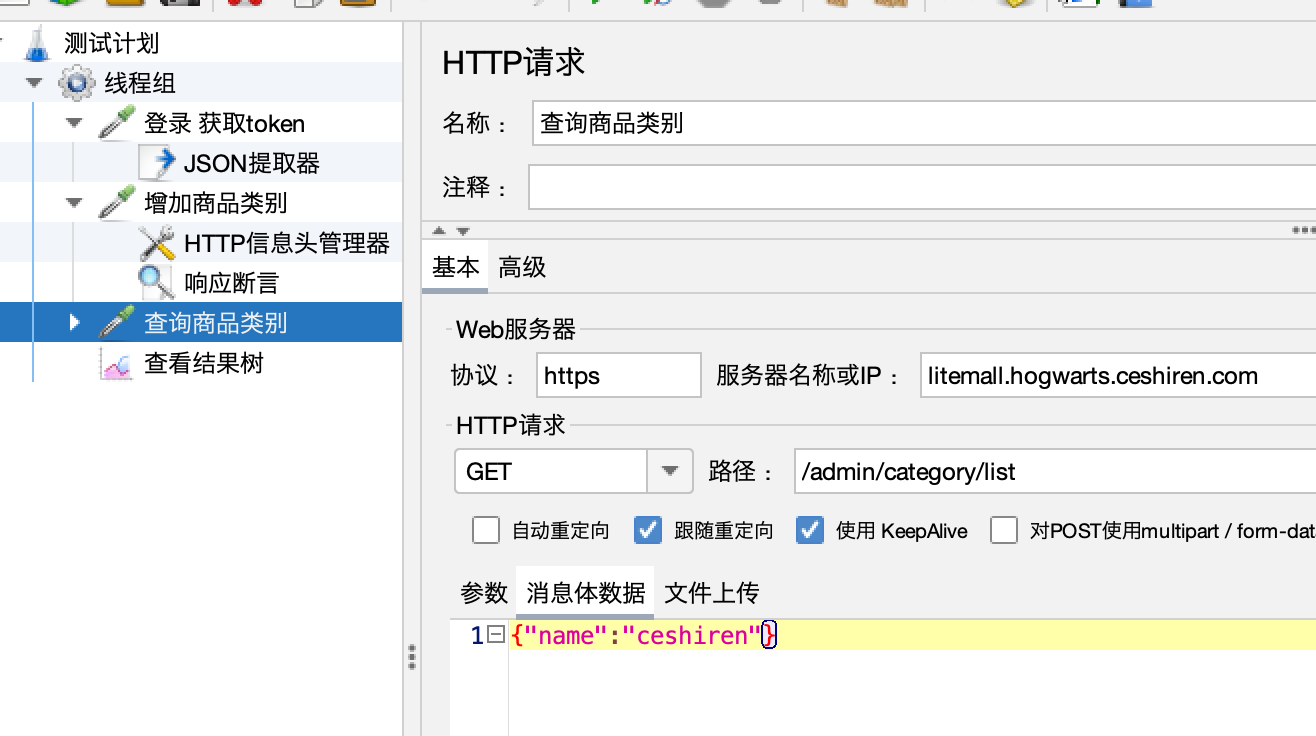 测试计划
线程组
登录 获取token
JSON提取器
增加商品类别
HTTP信息头管理器
响应断言
查询商品类别
查看结果树
HTTP请求
名称： 查询商品类别
注释：
基本 高级
Web服务器
协议： https 服务器名称或IP： litemall.hogwarts.ceshiren.com
HTTP请求
GET 路径： /admin/category/list
自动重定向 跟随重定向 使用 KeepAlive 对POST使用multipart / form-dat
参数 消息体数据 文件上传
1 {"name":"ceshiren"}